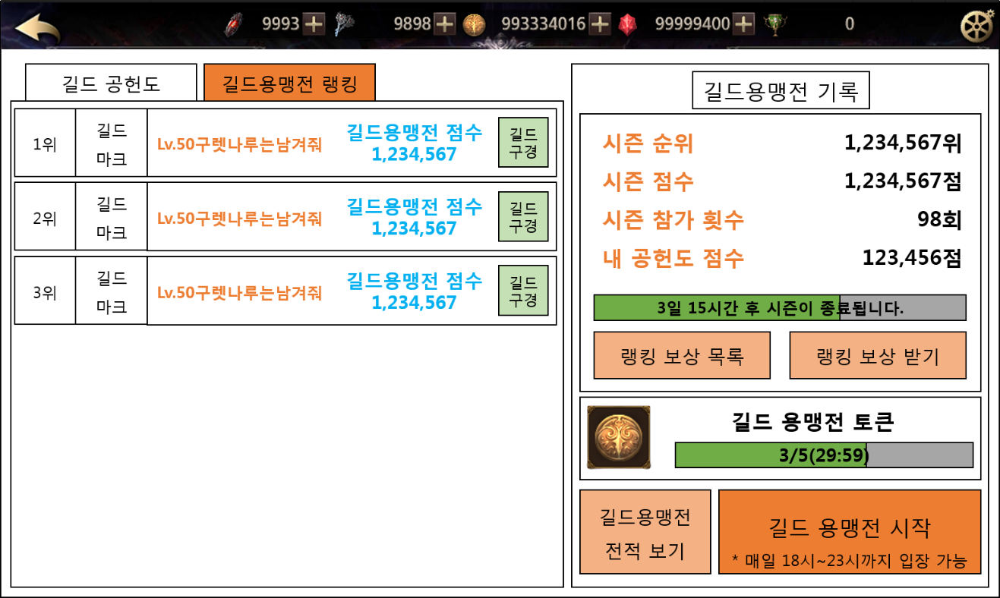 9993 9898 993334016 99999400 0
길드 공헌도
길드용맹전 랭킹
1위
길드
마크
Lv.50구렛나루는남겨줘
길드용맹전 점수
1,234,567
길드
구경
2위
길드
마크
Lv.50구렛나루는남겨줘
길드용맹전 점수
1,234,567
길드
구경
3위
길드
마크
Lv.50구렛나루는남겨줘
길드용맹전 점수
1,234,567
길드
구경
길드용맹전 기록
시즌 순위 1,234,567위
시즌 점수 1,234,567점
시즌 참가 횟수 98회
내 공헌도 점수 123,456점
3일 15시간 후 시즌이 종료됩니다.
랭킹 보상 목록
랭킹 보상 받기
길드 용맹전 토큰
3/5(29:59)
길드용맹전
전적 보기
길드 용맹전 시작
* 매일 18시~23시까지 입장 가능